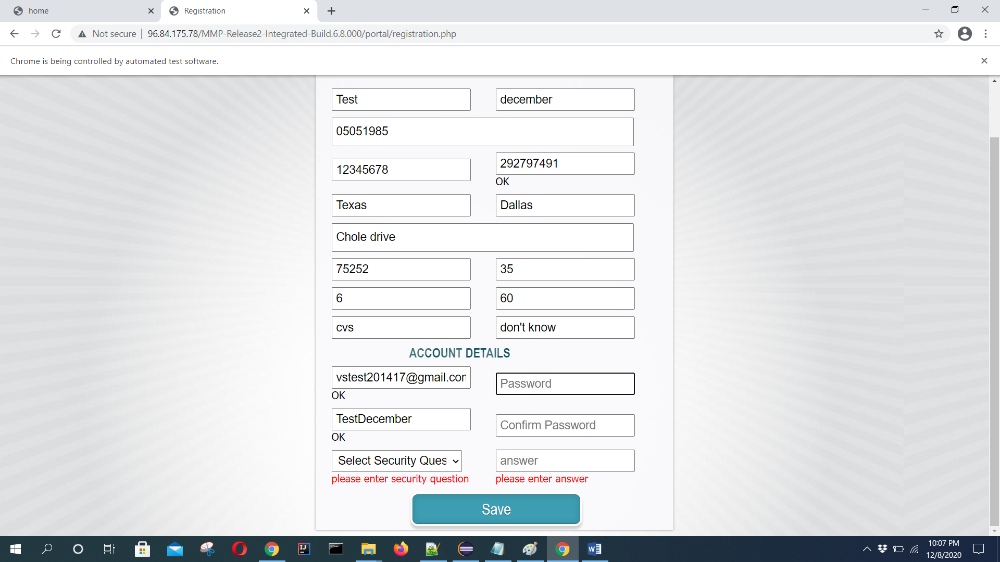 home
Registration
Not secure
96.84.175.78/MMP-Release2-Integrated-Build.6.8.000/portal/registration.php
Chrome is being controlled by automated test software.
Test
december
05051985
12345678
292797491
OK
Texas
Dallas
Chole drive
75252
35
6
60
cvs
don't know
ACCOUNT DETAILS
vstest201417@gmail.con
Password
OK
TestDecember
Confirm Password
OK
Select Security Ques
answer
please enter security question
please enter answer
Save
10:07 PM
12/8/2020